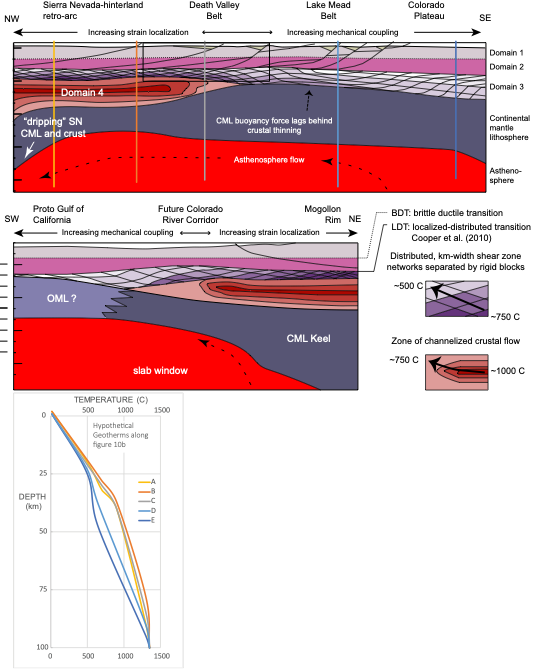 Sierra Nevada-hinterland
retro-arc
Death Valley
Belt
Lake Mead
Belt
Colorado
Plateau
NW
SE
Increasing strain localization
Increasing mechanical coupling
Domain 1
Domain 2
Domain 3
Domain 4
"dripping" SN
CML and crust
CML buoyancy force lags behind
crustal thinning
Continental
mantle
lithosphere
Asthenosphere flow
Astheno-
sphere
SW
Proto Gulf of
California
Future Colorado
River Corridor
Mogollon
Rim
NE
Increasing mechanical coupling
Increasing strain localization
BDT: brittle ductile transition
LDT: localized-distributed transition
Cooper et al. (2010)
Distributed, km-width shear zone
networks separated by rigid blocks
~500 C
~750 C
OML ?
CML Keel
slab window
Zone of channelized crustal flow
~750 C
~1000 C
TEMPERATURE (C)
0 500 1000 1500
Hypothetical
Geotherms along
figure 10b
A
B
C
D
E
DEPTH
(km)
0
25
50
75
100
0 500 1000 1500